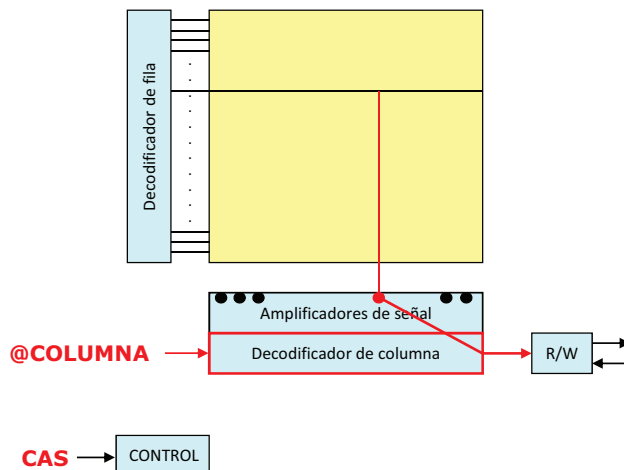 Decodificador de fila
Amplificadores de señal
@COLUMNA
Decodificador de columna
R/W
CAS
CONTROL